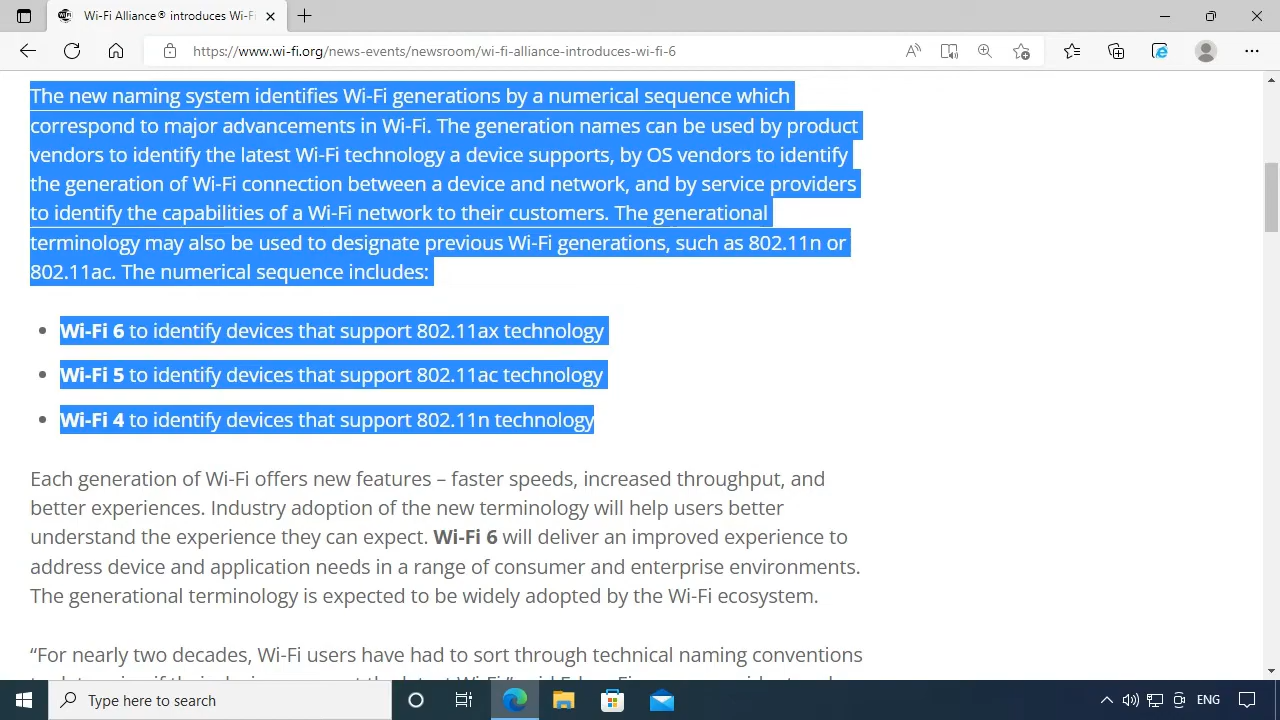 Wi-Fi Alliance® introduces Wi-F
https://www.wi-fi.org/news-events/newsroom/wi-fi-alliance-introduces-wi-fi-6
The new naming system identifies Wi-Fi generations by a numerical sequence which
correspond to major advancements in Wi-Fi. The generation names can be used by product
vendors to identify the latest Wi-Fi technology a device supports, by OS vendors to identify
the generation of Wi-Fi connection between a device and network, and by service providers
to identify the capabilities of a Wi-Fi network to their customers. The generational
terminology may also be used to designate previous Wi-Fi generations, such as 802.11n or
802.11ac. The numerical sequence includes:
• Wi-Fi 6 to identify devices that support 802.11ax technology
• Wi-Fi 5 to identify devices that support 802.11ac technology
• Wi-Fi 4 to identify devices that support 802.11n technology
Each generation of Wi-Fi offers new features – faster speeds, increased throughput, and
better experiences. Industry adoption of the new terminology will help users better
understand the experience they can expect. Wi-Fi 6 will deliver an improved experience to
address device and application needs in a range of consumer and enterprise environments.
The generational terminology is expected to be widely adopted by the Wi-Fi ecosystem.
“For nearly two decades, Wi-Fi users have had to sort through technical naming conventions
Type here to search
ENG